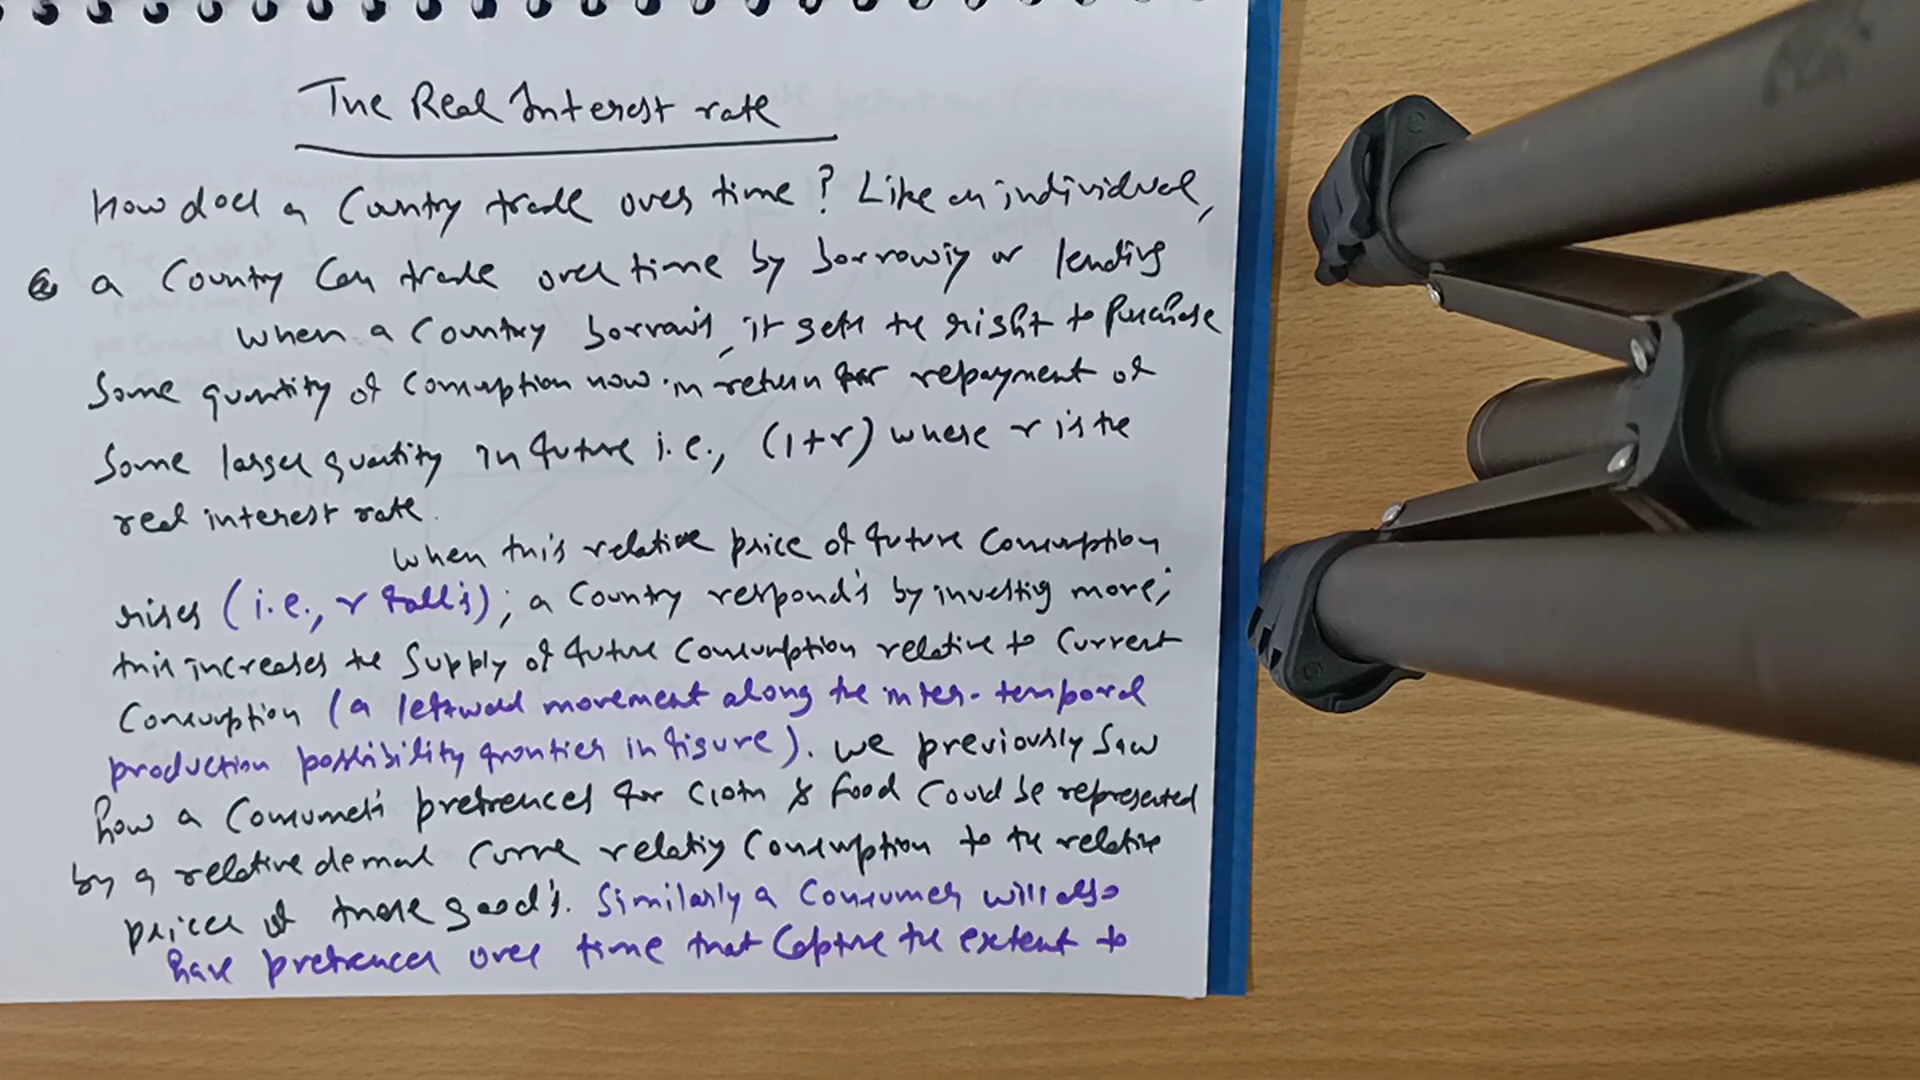 The Real Interest rate
How does a Country trade over time? Like an individual,
a Country Can trade over time by borrowing or lending
When a Country borrows, it gets the right to Purchase
Some quantity of Consumption now in return for repayment of
Some larger quantity in future i.e., (1+r) where r is the
real interest rate.
When this relative price of future Consumption
rises (i.e., r falls); a Country responds by investing more;
this increases the Supply of future Consumption relative to Current
Consumption (a leftward movement along the inter-temporal
production possibility frontier in figure). We previously Saw
how a Consumer's prefrences for Cloth & Food Could be represented
by a relative demand Curve relating Consumption to the relative
prices of those goods. Similarly a Consumer will also
have prefrences over time that Capture the extent to